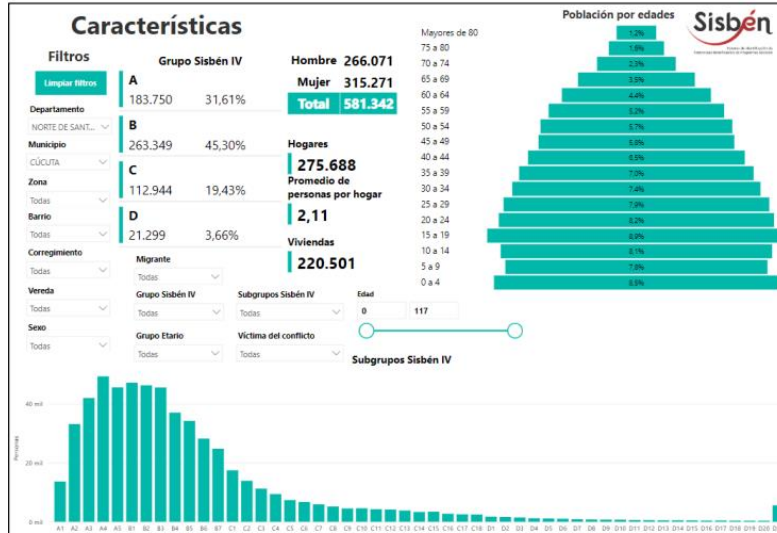 Características
Filtros
Limpiar filtros
Departamento
NORTE DE SANT...
Municipio
CÚCUTA
Zona
Todas
Barrio
Todas
Corregimiento
Todas
Vereda
Todas
Sexo
Todas
Grupo Sisbén IV
A
183.750 31,61%
B
263.349 45,30%
C
112.944 19,43%
D
21.299 3,66%
Hombre 266.071
Mujer 315.271
Total 581.342
Hogares
275.688
Promedio de
personas por hogar
2,11
Viviendas
220.501
Migrante
Todas
Grupo Sisbén IV
Todas
Subgrupos Sisbén IV
Todas
Edad
0 117
Grupo Etario
Todas
Víctima del conflicto
Todas
Población por edades
Sisbén
Mayores de 80 1,2%
75 a 80 1,6%
70 a 74 2,3%
65 a 69 3,5%
60 a 64 4,4%
55 a 59 5,2%
50 a 54 5,7%
45 a 49 5,8%
40 a 44 6,5%
35 a 39 7,0%
30 a 34 7,4%
25 a 29 7,9%
20 a 24 8,2%
15 a 19 8,9%
10 a 14 8,1%
5 a 9 7,8%
0 a 4 8,5%
Subgrupos Sisbén IV
Personas
40 mil
20 mil
0 mil
A1 A2 A3 A4 A5 B1 B2 B3 B4 B5 B6 B7 C1 C2 C3 C4 C5 C6 C7 C8 C9 C10 C11 C12 C13 C14 C15 C16 C17 C18 D1 D2 D3 D4 D5 D6 D7 D8 D9 D10 D11 D12 D13 D14 D15 D16 D17 D18 D19 D20